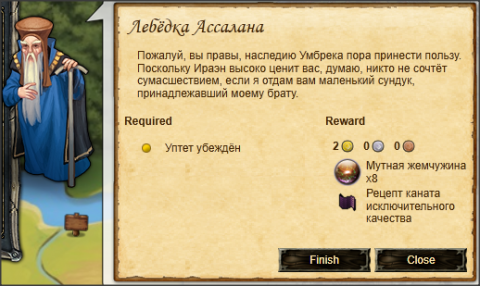 Лебёдка Ассалана
Пожалуй, вы правы, наследию Умбрека пора принести пользу.
Поскольку Ираэн высоко ценит вас, думаю, никто не сочтёт
сумасшествием, если я отдам вам маленький сундук,
принадлежавший моему брату.
Required
Уптет убеждён
Reward
2 0 0
Мутная жемчужина
x8
Рецепт каната
исключительного
качества
Finish
Close